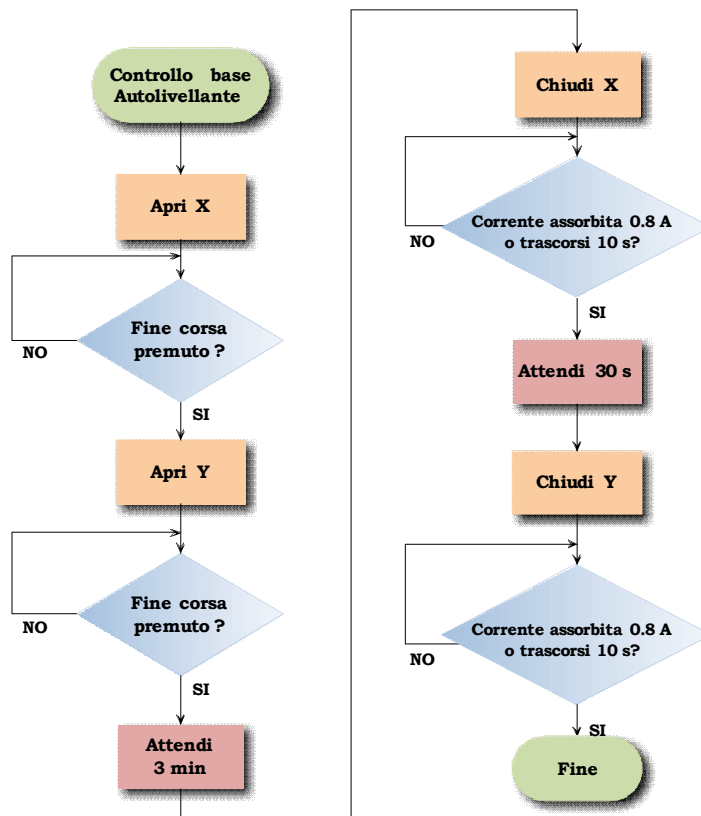 Controllo base
Autolivellante
Apri X
Fine corsa
premuto ?
NO
SI
Apri Y
Fine corsa
premuto ?
NO
SI
Attendi
3 min
Chiudi X
Corrente assorbita 0.8 A
o trascorsi 10 s?
NO
SI
Attendi 30 s
Chiudi Y
Corrente assorbita 0.8 A
o trascorsi 10 s?
NO
SI
Fine